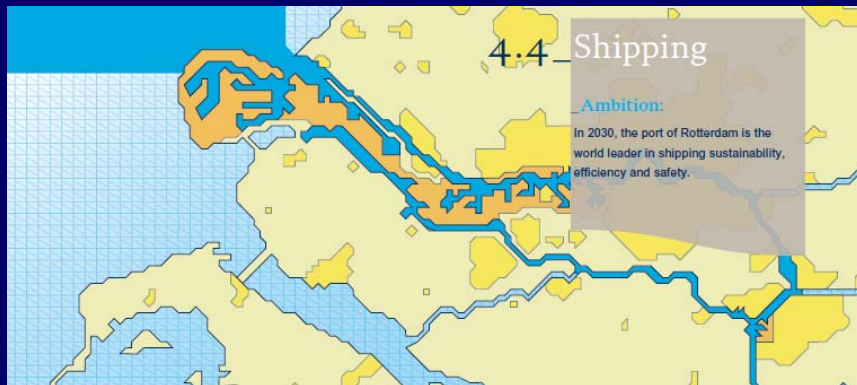 4.4_Shipping
_Ambition:
In 2030, the port of Rotterdam is the
world leader in shipping sustainability,
efficiency and safety.